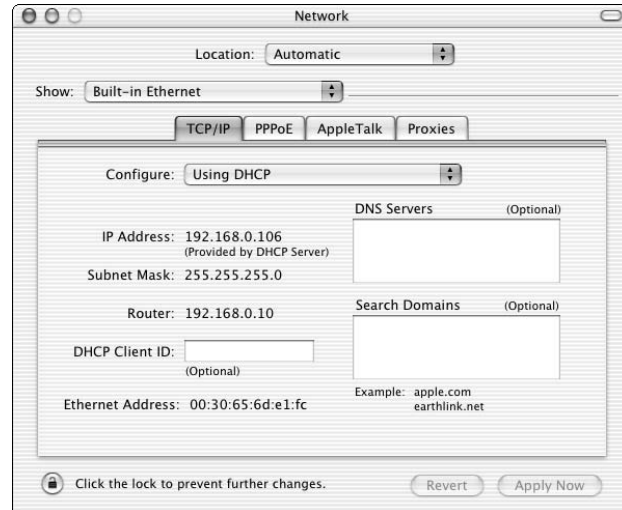 Network
Location: Automatic
Show: Built-in Ethernet
TCP/IP PPPoE AppleTalk Proxies
Configure: Using DHCP
DNS Servers (Optional)
IP Address: 192.168.0.106
(Provided by DHCP Server)
Subnet Mask: 255.255.255.0
Router: 192.168.0.10
Search Domains (Optional)
DHCP Client ID:
(Optional)
Example: apple.com
earthlink.net
Ethernet Address: 00:30:65:6d:e1:fc
Click the lock to prevent further changes.
Revert Apply Now